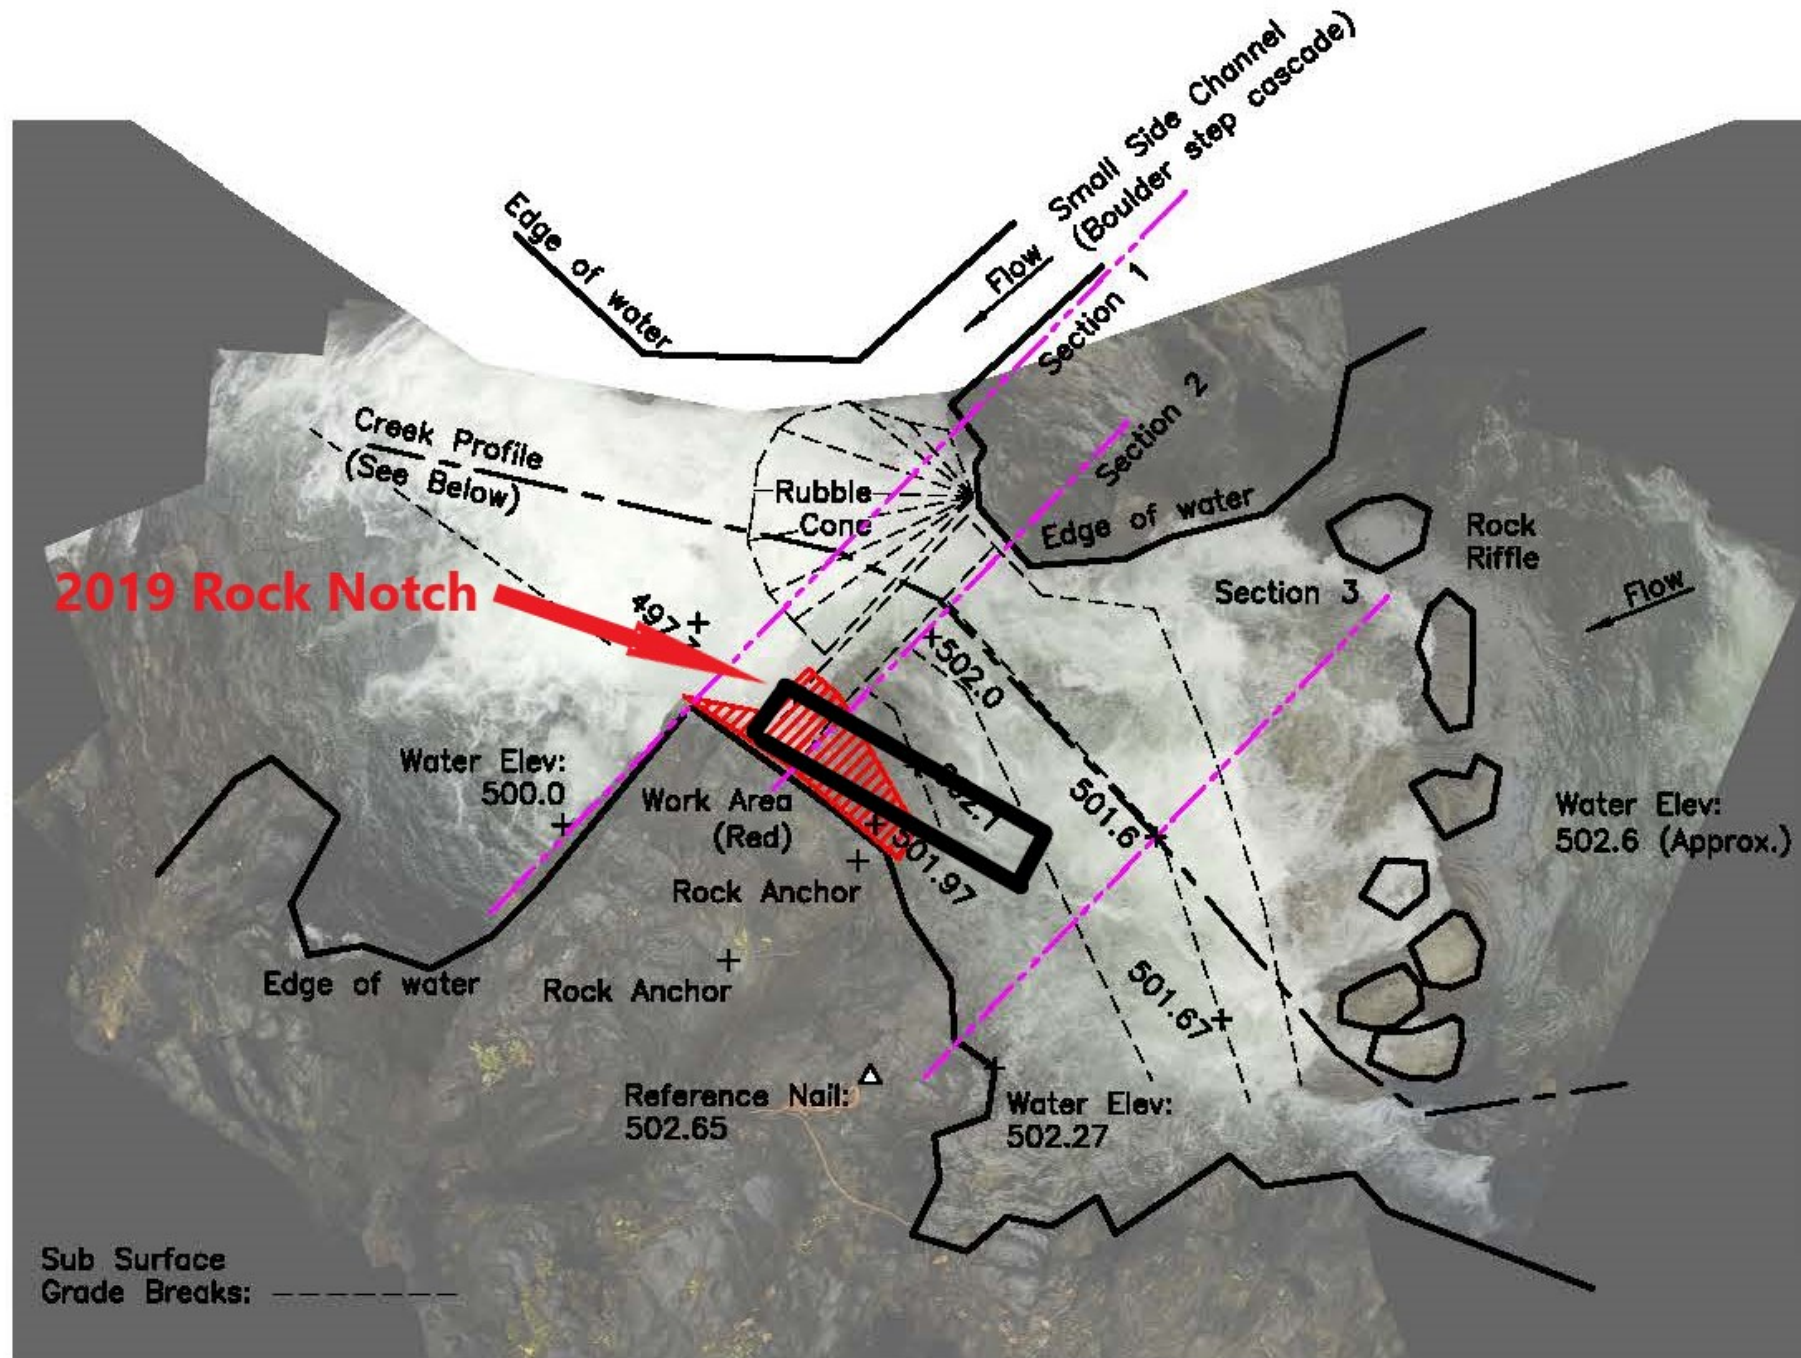 Small Side Channel
(Boulder step cascade)
Flow
Edge of water
Section 1
Section 2
Creek Profile
(See Below)
Rubble
Cone
Edge of water
Rock
Riffle
Section 3
Flow
2019 Rock Notch
497.7
×502.0
Water Elev:
500.0
Work Area
(Red)
501.6
Water Elev:
502.6 (Approx.)
501.97
Rock Anchor
Edge of water
Rock Anchor
501.67
Reference Nail:
502.65
Water Elev:
502.27
Sub Surface
Grade Breaks: